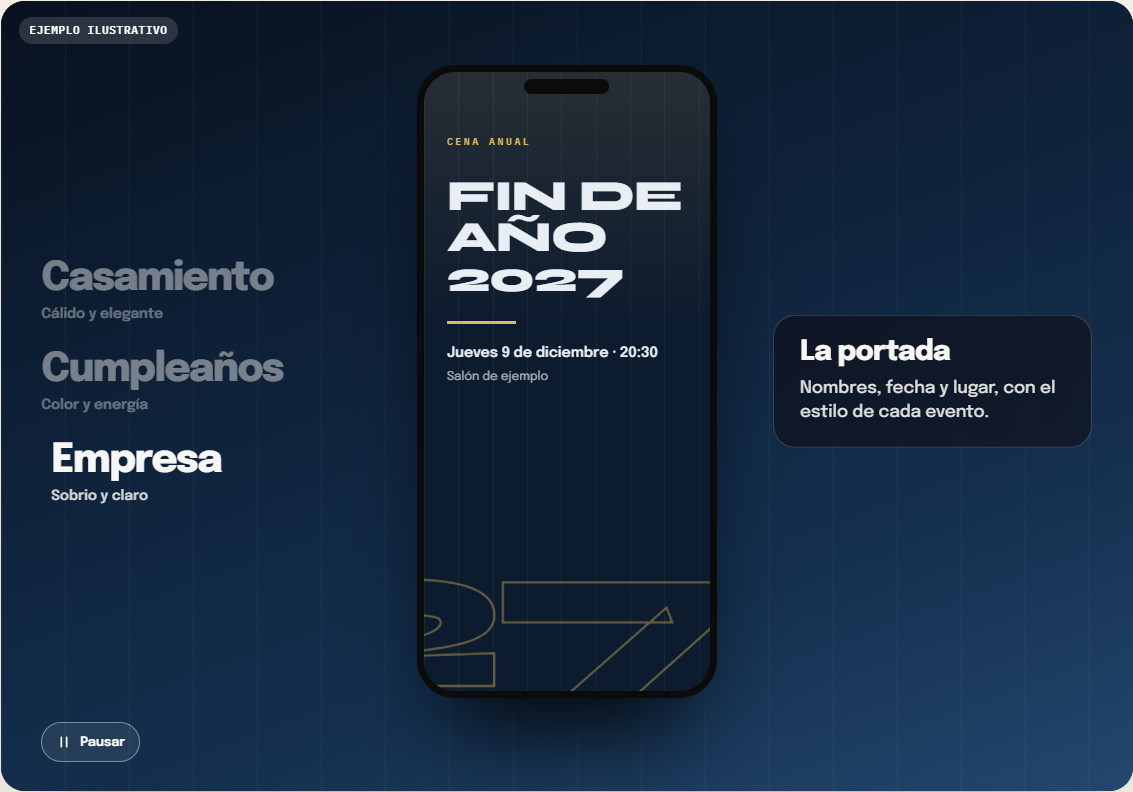 EJEMPLO ILUSTRATIVO
Casamiento
Cálido y elegante
Cumpleaños
Color y energía
Empresa
Sobrio y claro
Pausar
CENA ANUAL
FIN DE
AÑO
2027
Jueves 9 de diciembre · 20:30
Salón de ejemplo
27
La portada
Nombres, fecha y lugar, con el
estilo de cada evento.